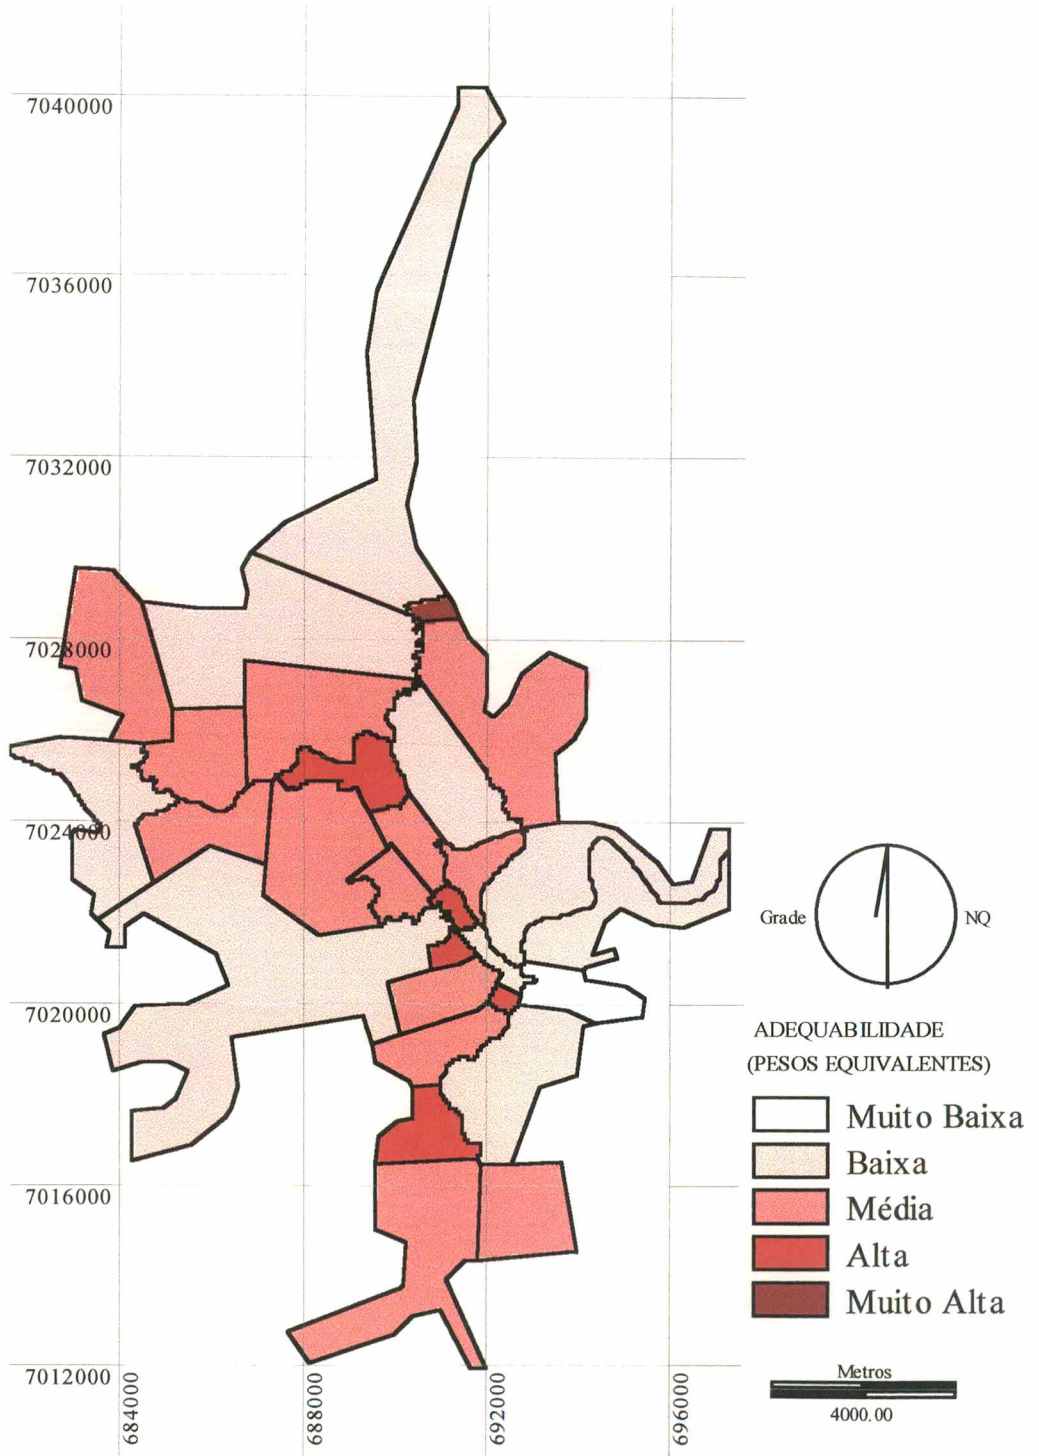 7040000
7036000
7032000
7028000
7024000
7020000
7016000
7012000
684000
688000
692000
696000
Grade
NQ
ADEQUABILIDADE
(PESOS EQUIVALENTES)
Muito Baixa
Baixa
Média
Alta
Muito Alta
Metros
4000.00